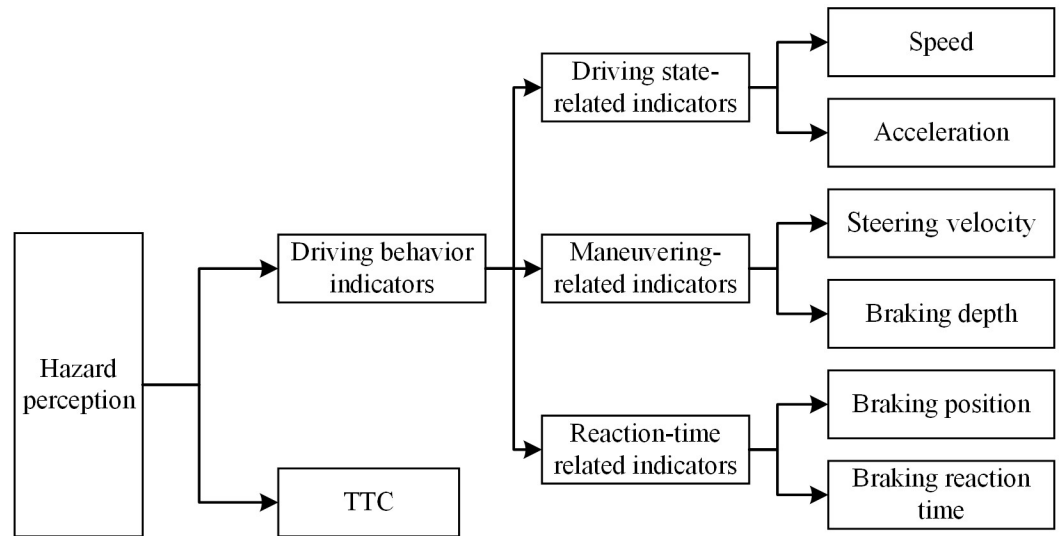 Hazard
perception
Driving behavior
indicators
TTC
Driving state-
related indicators
Maneuvering-
related indicators
Reaction-time
related indicators
Speed
Acceleration
Steering velocity
Braking depth
Braking position
Braking reaction
time